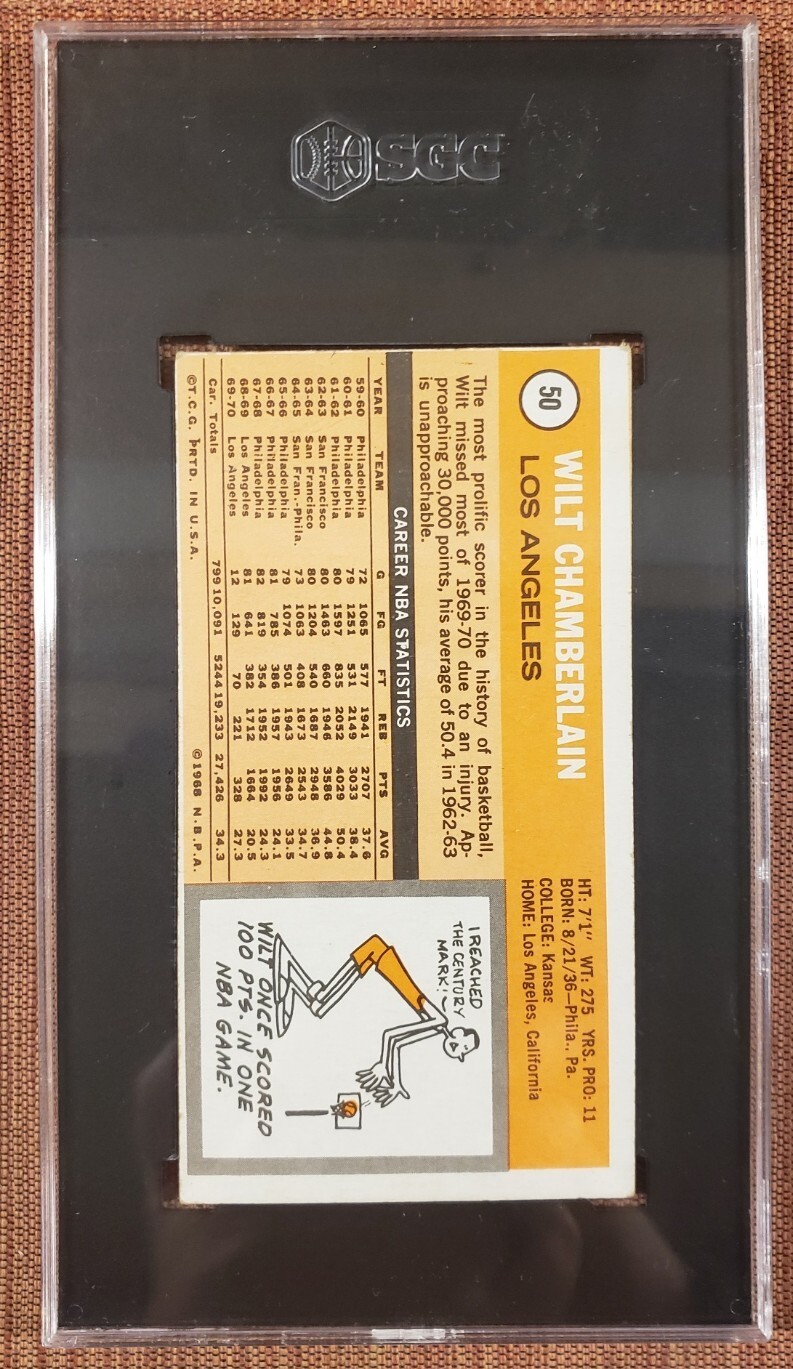 SGC
50
WILT CHAMBERLAIN
LOS ANGELES
HT: 7'1" WT: 275 YRS. PRO: 11
BORN: 8/21/36—Phila., Pa.
COLLEGE: Kansas
HOME: Los Angeles, California
The most prolific scorer in the history of basketball,
Wilt missed most of 1969-70 due to an injury. Ap-
proaching 30,000 points, his average of 50.4 in 1962-63
is unapproachable.
CAREER NBA STATISTICS
YEAR TEAM G FG FT REB PTS AVG
59-60 Philadelphia 72 1065 577 1941 2707 37.6
60-61 Philadelphia 79 1251 531 2149 3033 38.4
61-62 Philadelphia 80 1597 835 2052 4029 50.4
62-63 San Francisco 80 1463 660 1946 3586 44.8
63-64 San Francisco 80 1204 540 1687 2948 36.9
64-65 San Fran.-Phila. 73 1063 408 1673 2543 34.7
65-66 Philadelphia 79 1074 501 1943 2649 33.5
66-67 Philadelphia 81 785 386 1957 1956 24.1
67-68 Philadelphia 82 819 354 1952 1992 24.3
68-69 Los Angeles 81 641 382 1712 1664 20.5
69-70 Los Angeles 12 129 70 221 328 27.3
Car. Totals 799 10,091 5244 19,233 27,426 34.3
©T.C.G. PRTD. IN U.S.A. ©1968 N.B.P.A.
I REACHED
THE CENTURY
MARK!
WILT ONCE SCORED
100 PTS. IN ONE
NBA GAME.